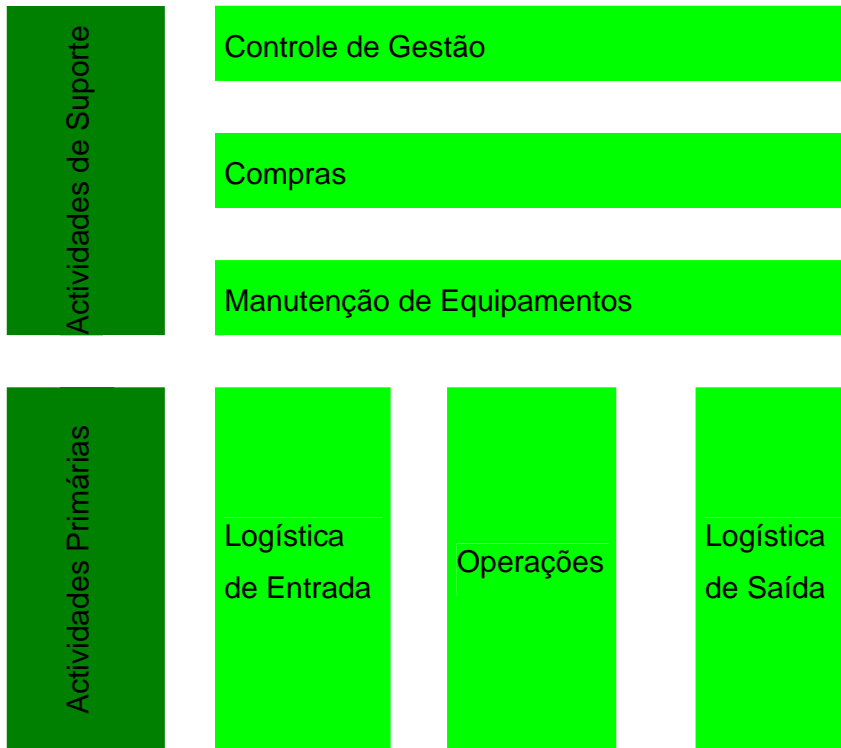 Actividades de Suporte
Controle de Gestão
Compras
Manutenção de Equipamentos
Actividades Primárias
Logística
de Entrada
Operações
Logística
de Saída